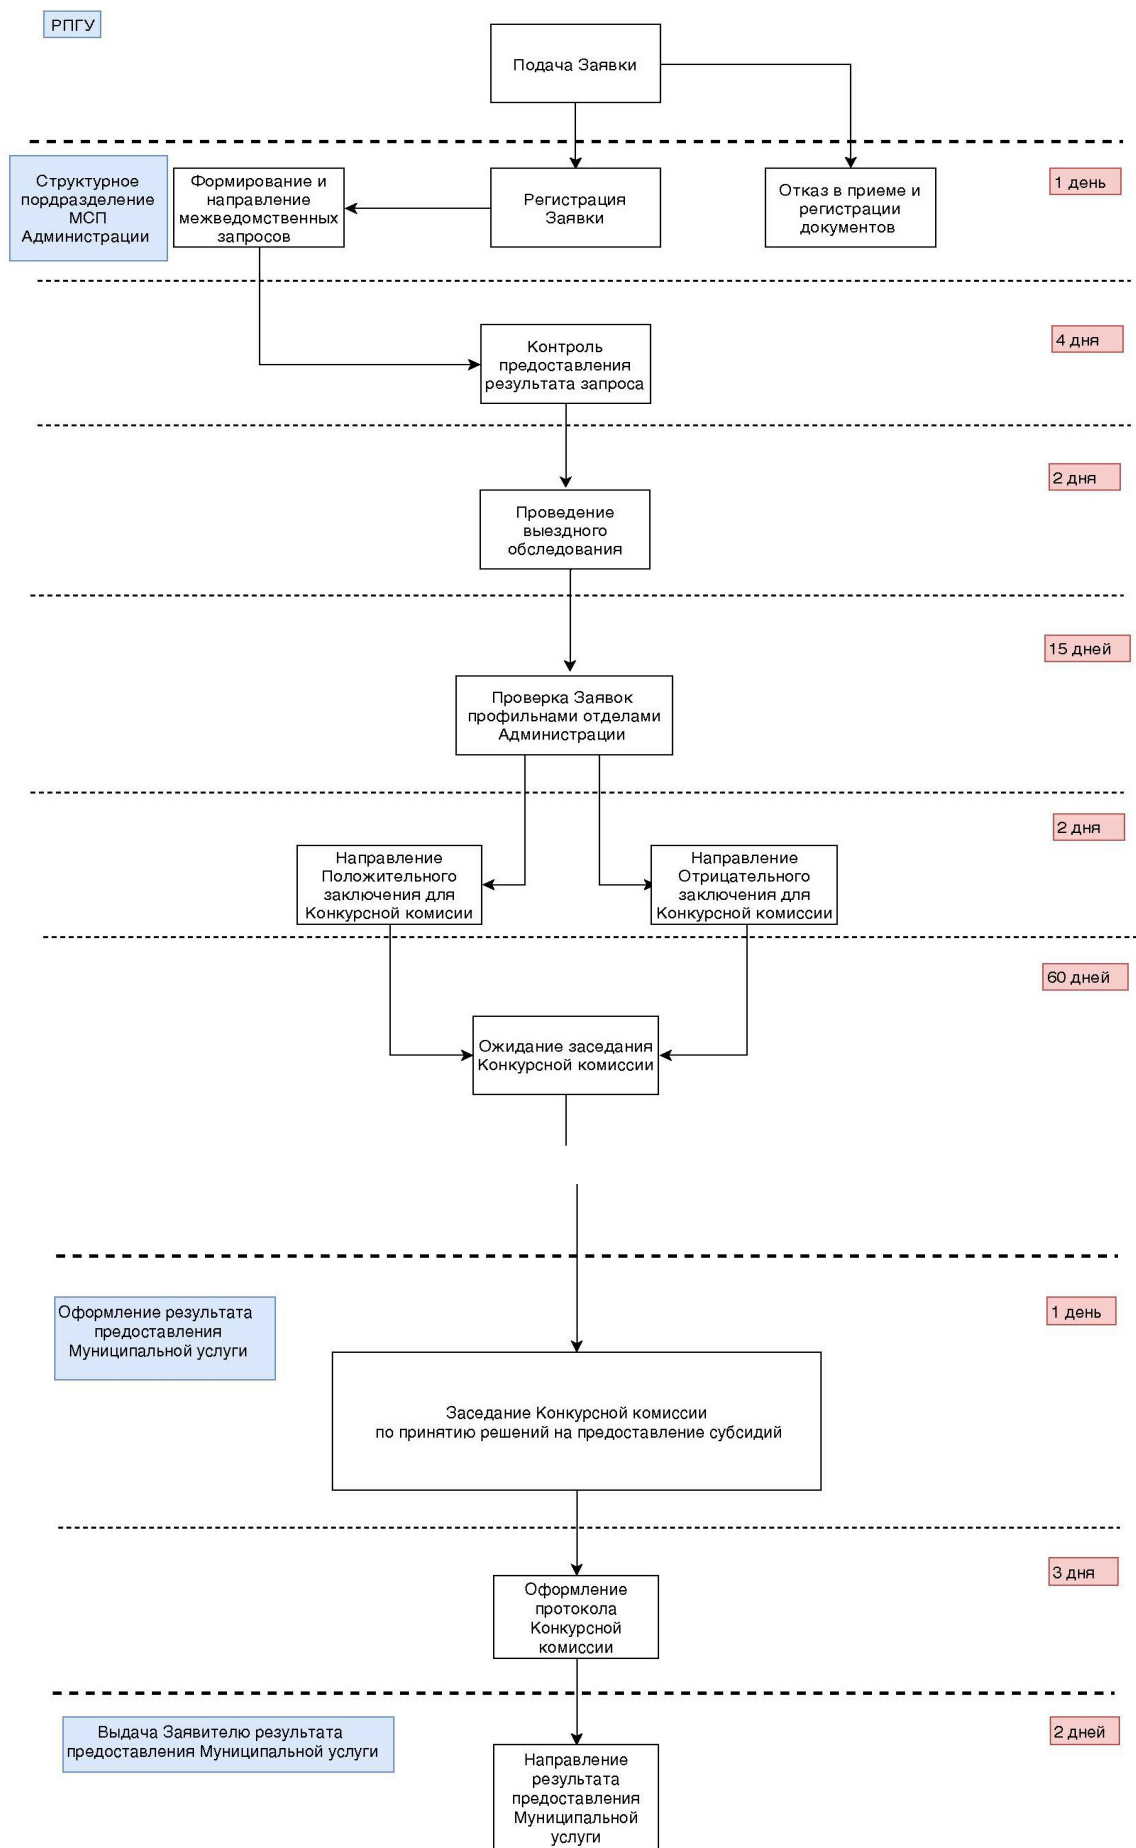 РПГУ
Подача Заявки
Структурное
пордразделение
МСП
Администрации
Формирование и
направление
межведомственных
запросов
Регистрация
Заявки
Отказ в приеме и
регистрации
документов
1 день
Контроль
предоставления
результата запроса
4 дня
2 дня
Проведение
выездного
обследования
15 дней
Проверка Заявок
профильнами отделами
Администрации
2 дня
Направление
Положительного
заключения для
Конкурсной комисии
Направление
Отрицательного
заключения для
Конкурсной комиссии
60 дней
Ожидание заседания
Конкурсной комиссии
Оформление результата
предоставления
Муниципальной услуги
1 день
Заседание Конкурсной комиссии
по принятию решений на предоставление субсидий
3 дня
Оформление
протокола
Конкурсной
комиссии
Выдача Заявителю результата
предоставления Муниципальной услуги
2 дней
Направление
результата
предоставления
Муниципальной
услуги